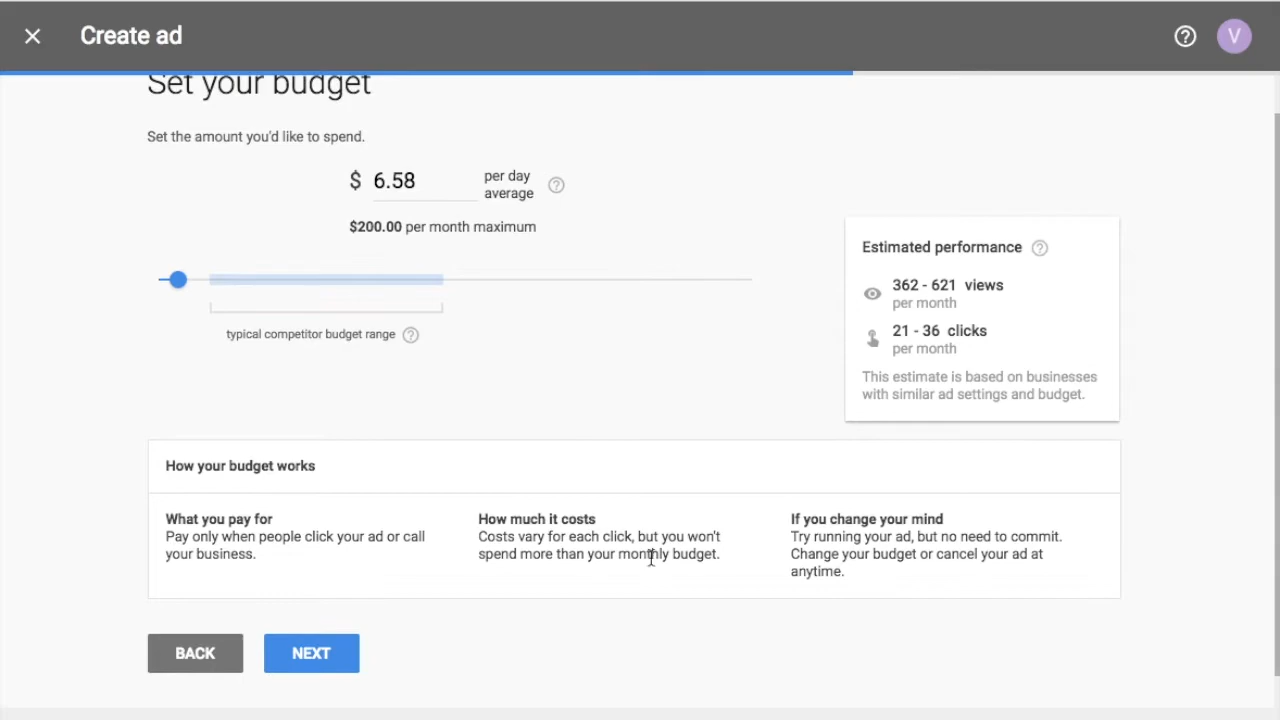 Create ad
V
Set your budget
Set the amount you'd like to spend.
$ 6.58
per day
average
$200.00 per month maximum
typical competitor budget range
Estimated performance
362 - 621 views
per month
21 - 36 clicks
per month
This estimate is based on businesses
with similar ad settings and budget.
How your budget works
What you pay for
Pay only when people click your ad or call
your business.
How much it costs
Costs vary for each click, but you won't
spend more than your monthly budget.
If you change your mind
Try running your ad, but no need to commit.
Change your budget or cancel your ad at
anytime.
BACK
NEXT